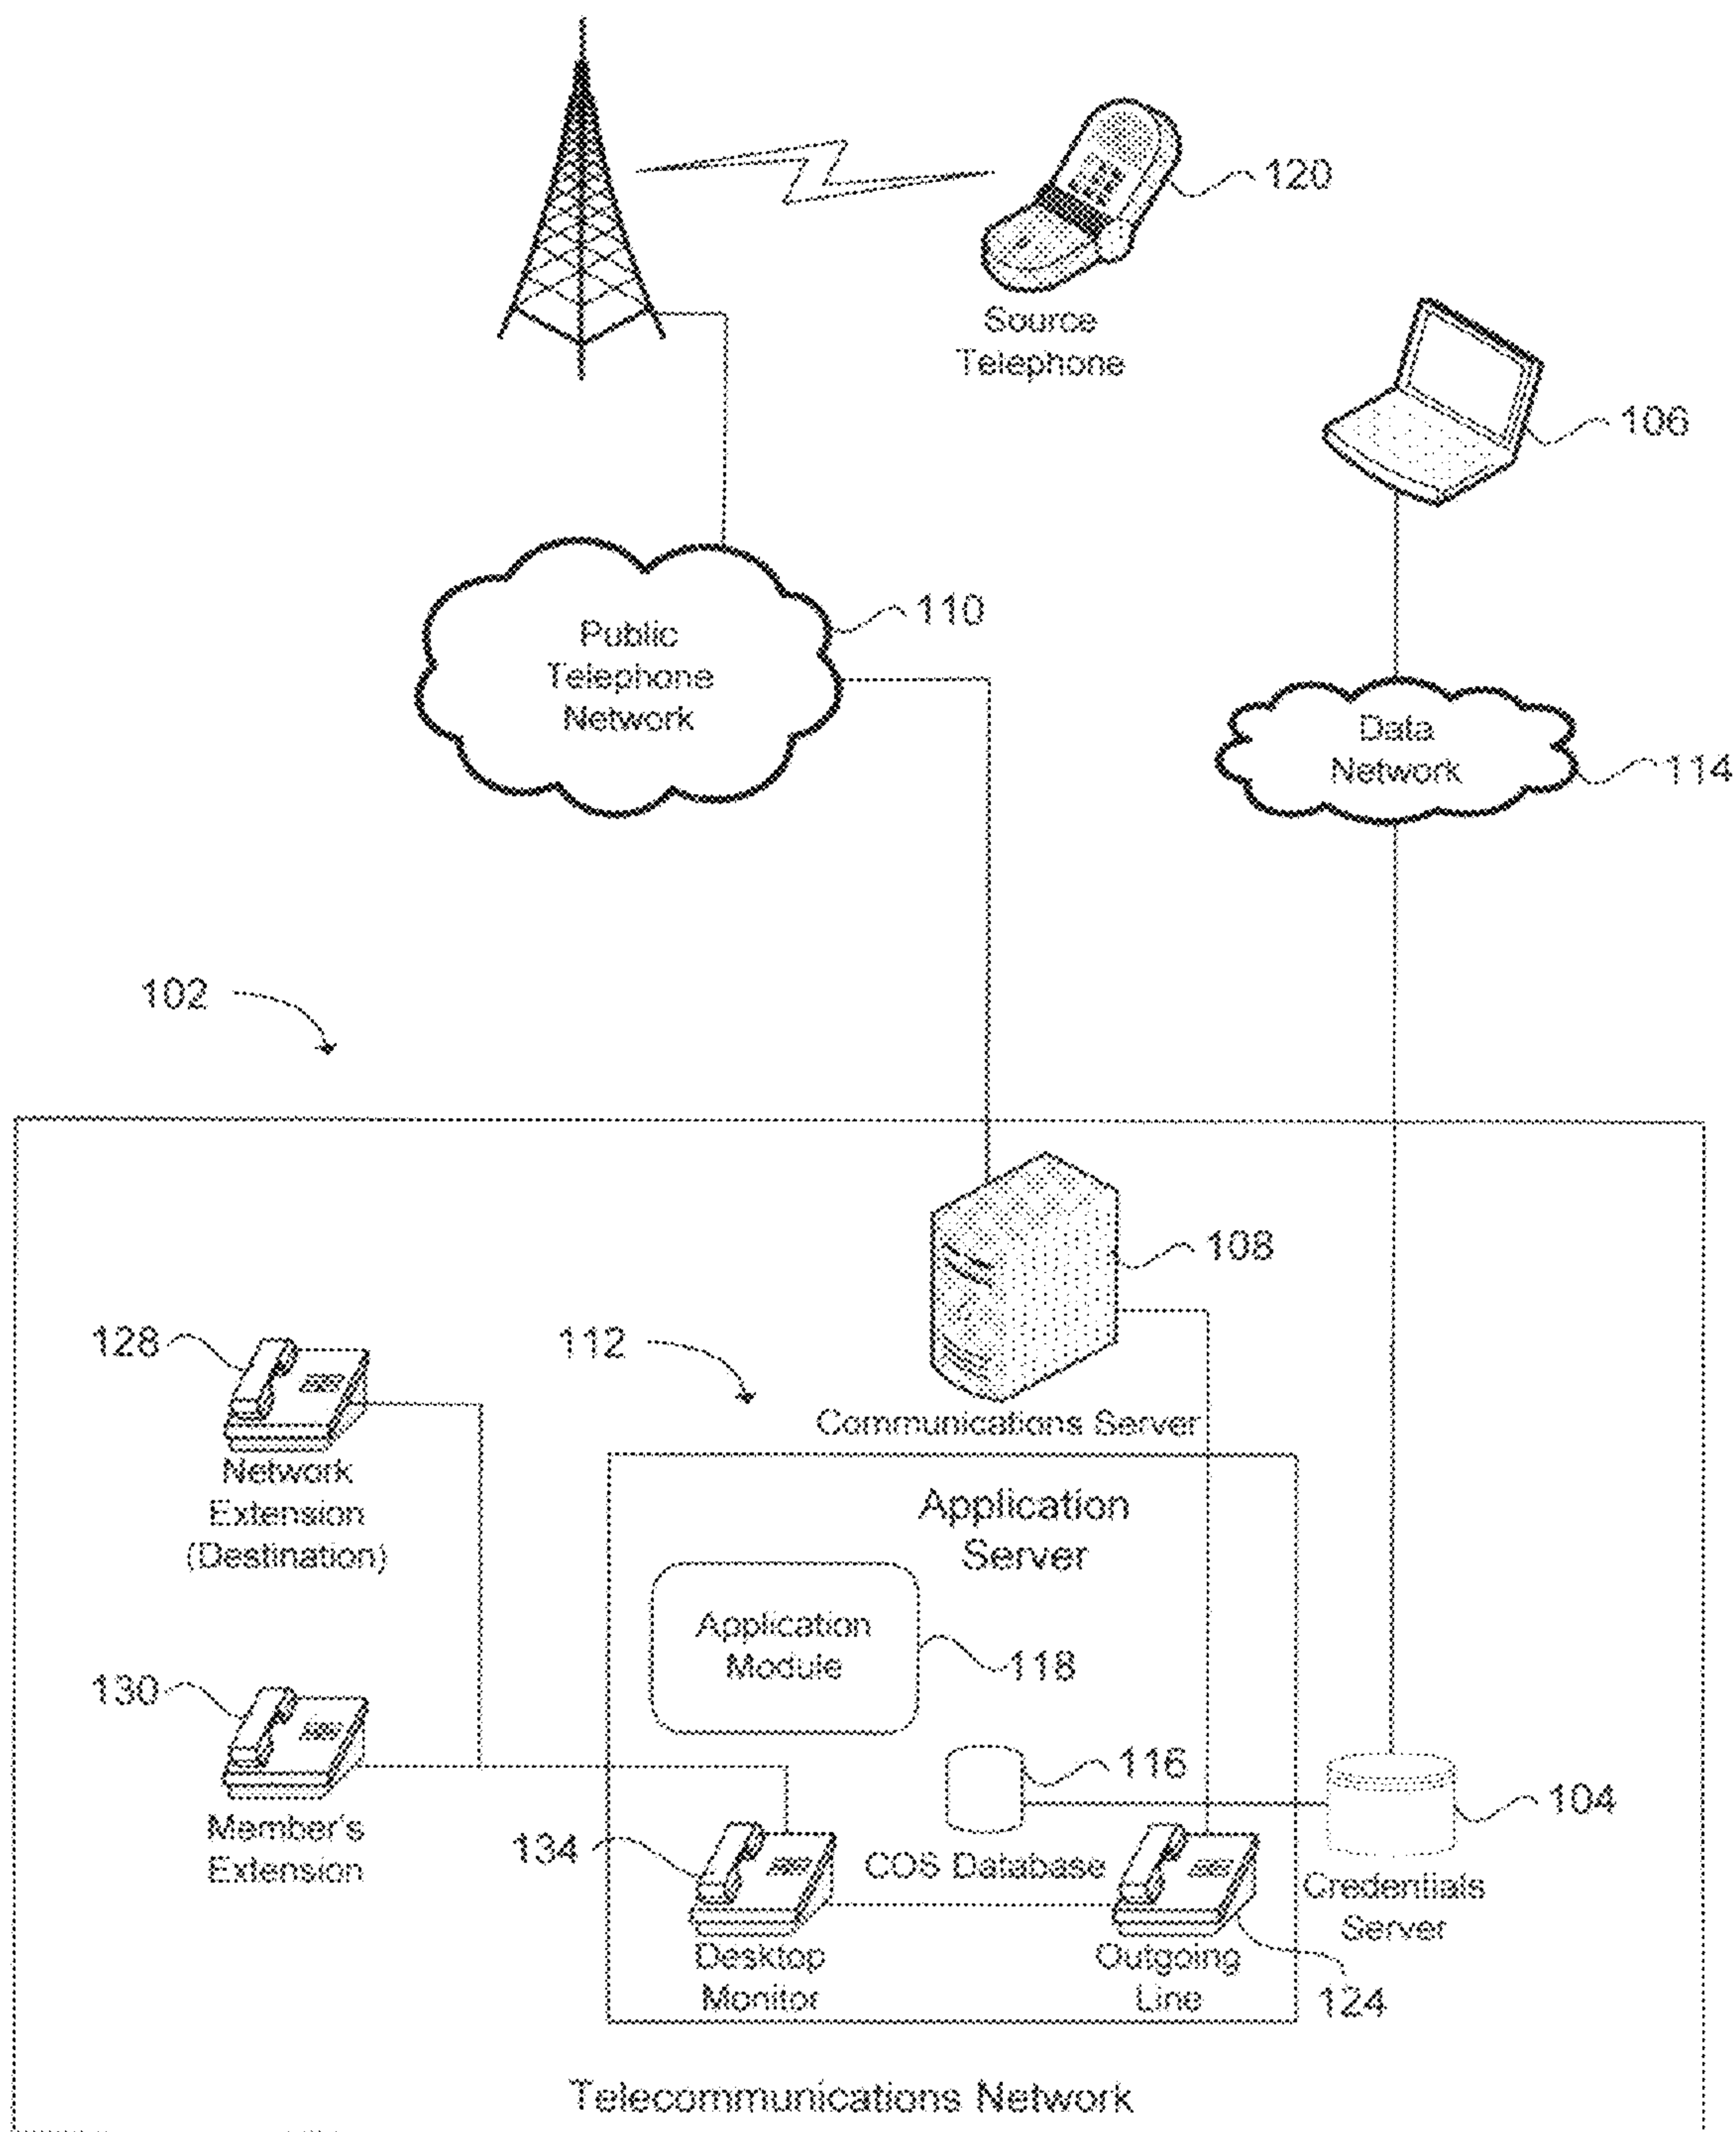 120
Source
Telephone
106
110
Public
Telephone
Network
Data
Network
114
102
108
128
112
Communications Server
Network
Extension
(Destination)
Application
Server
Application
Module
118
130
116
104
Member's
Extension
134
COS Database
Credentials
Server
Desktop
Monitor
Outgoing
Line
124
Telecommunications Network